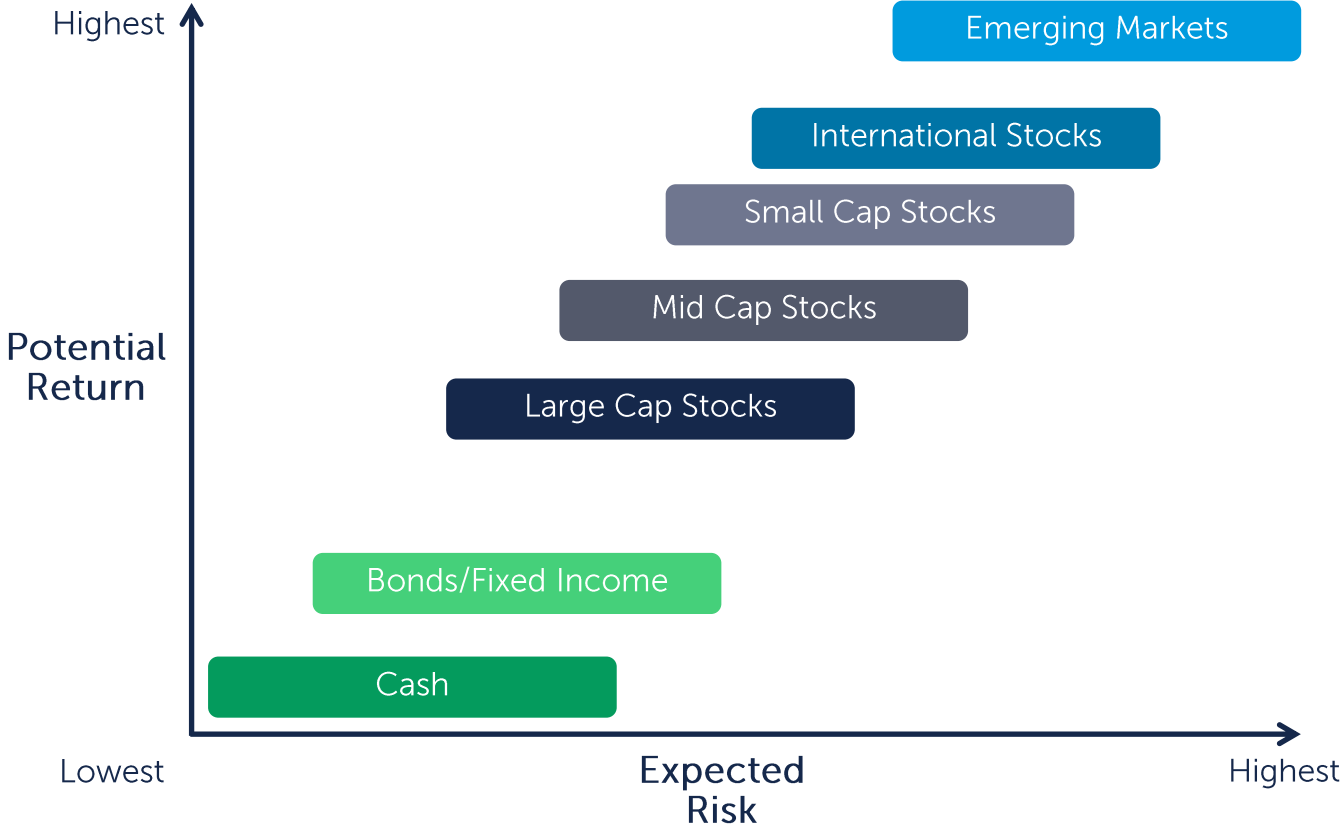 Highest
Emerging Markets
International Stocks
Small Cap Stocks
Mid Cap Stocks
Potential
Return
Large Cap Stocks
Bonds/Fixed Income
Cash
Lowest
Expected
Risk
Highest